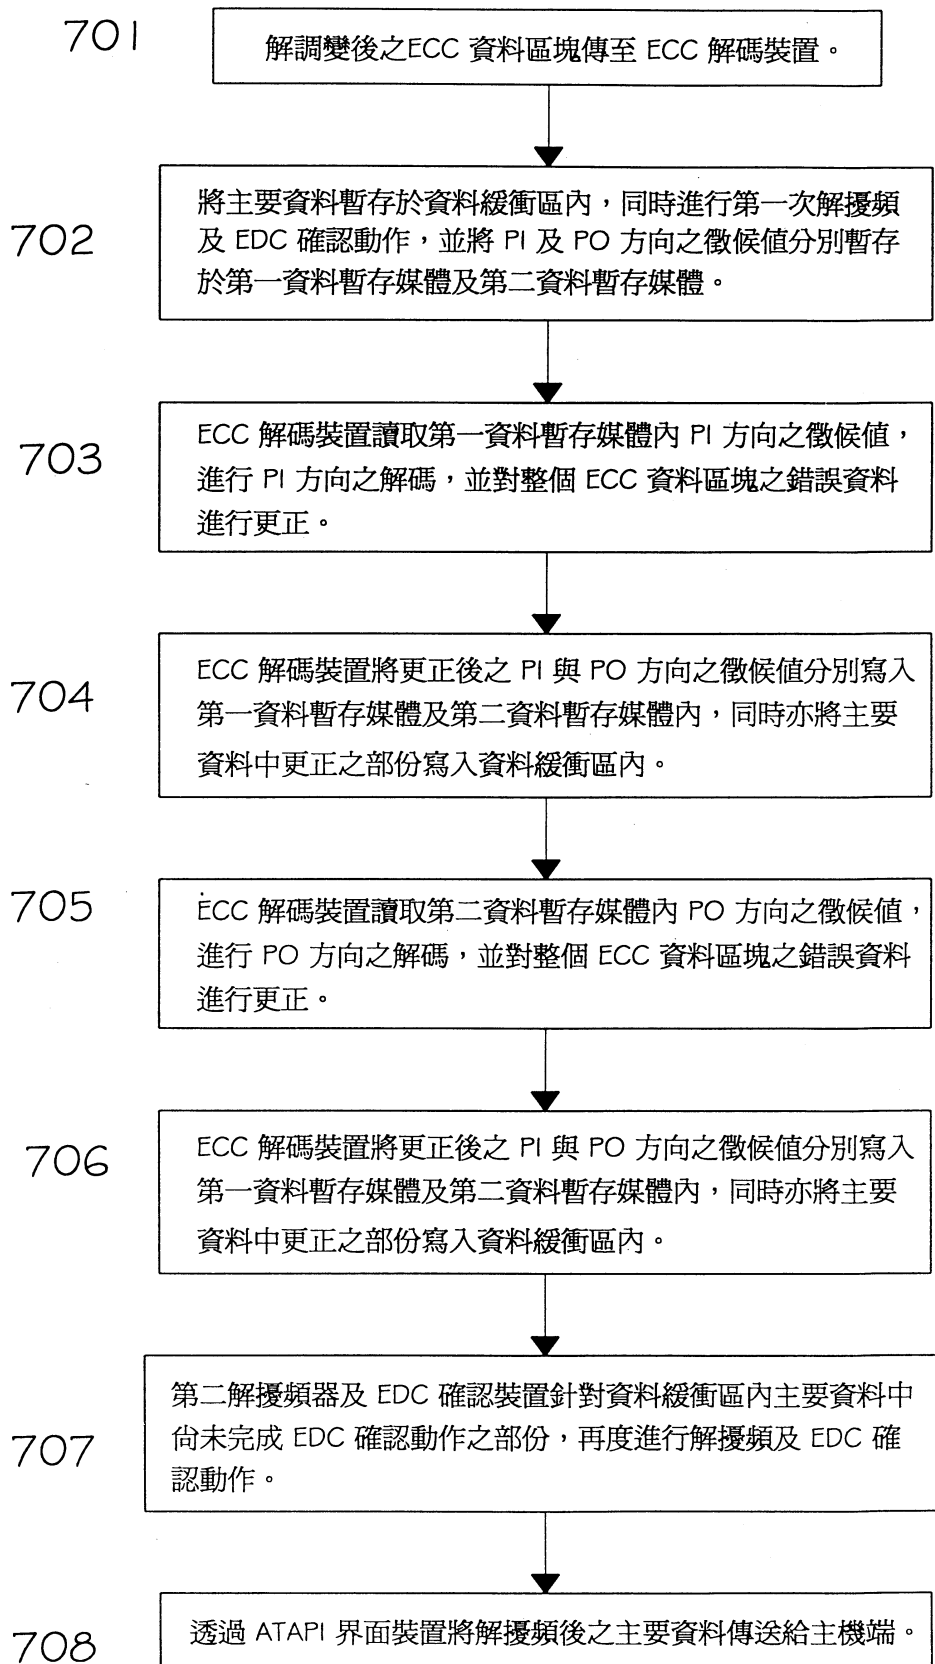 701
解調變後之ECC 資料區塊傳至 ECC 解碼裝置。
702
將主要資料暫存於資料緩衝區內，同時進行第一次解擾頻
及 EDC 確認動作，並將 PI 及 PO 方向之徵候值分別暫存
於第一資料暫存媒體及第二資料暫存媒體。
703
ECC 解碼裝置讀取第一資料暫存媒體內 PI 方向之徵候值，
進行 PI 方向之解碼，並對整個 ECC 資料區塊之錯誤資料
進行更正。
704
ECC 解碼裝置將更正後之 PI 與 PO 方向之徵候值分別寫入
第一資料暫存媒體及第二資料暫存媒體內，同時亦將主要
資料中更正之部份寫入資料緩衝區內。
705
ECC 解碼裝置讀取第二資料暫存媒體內 PO 方向之徵候值，
進行 PO 方向之解碼，並對整個 ECC 資料區塊之錯誤資料
進行更正。
706
ECC 解碼裝置將更正後之 PI 與 PO 方向之徵候值分別寫入
第一資料暫存媒體及第二資料暫存媒體內，同時亦將主要
資料中更正之部份寫入資料緩衝區內。
707
第二解擾頻器及 EDC 確認裝置針對資料緩衝區內主要資料中
尚未完成 EDC 確認動作之部份，再度進行解擾頻及 EDC 確
認動作。
708
透過 ATAPI 界面裝置將解擾頻後之主要資料傳送給主機端。